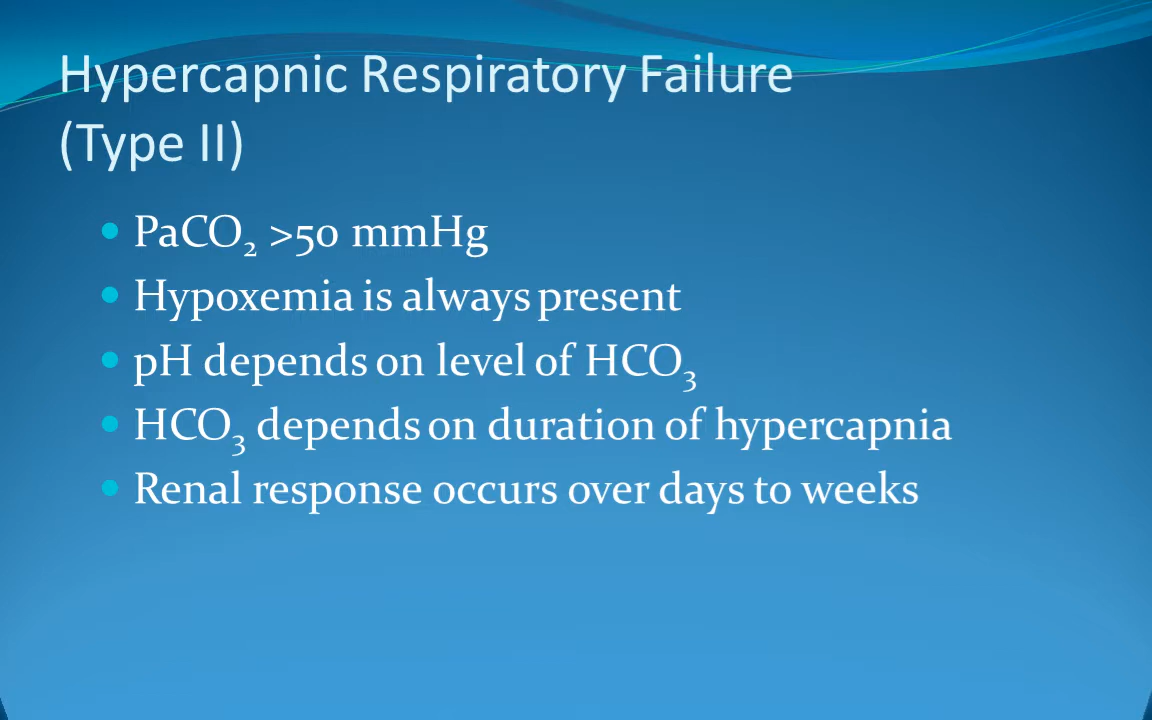 Hypercapnic Respiratory Failure
(Type II)
• PaCO₂ >50 mmHg
• Hypoxemia is always present
• pH depends on level of HCO₃
• HCO₃ depends on duration of hypercapnia
• Renal response occurs over days to weeks